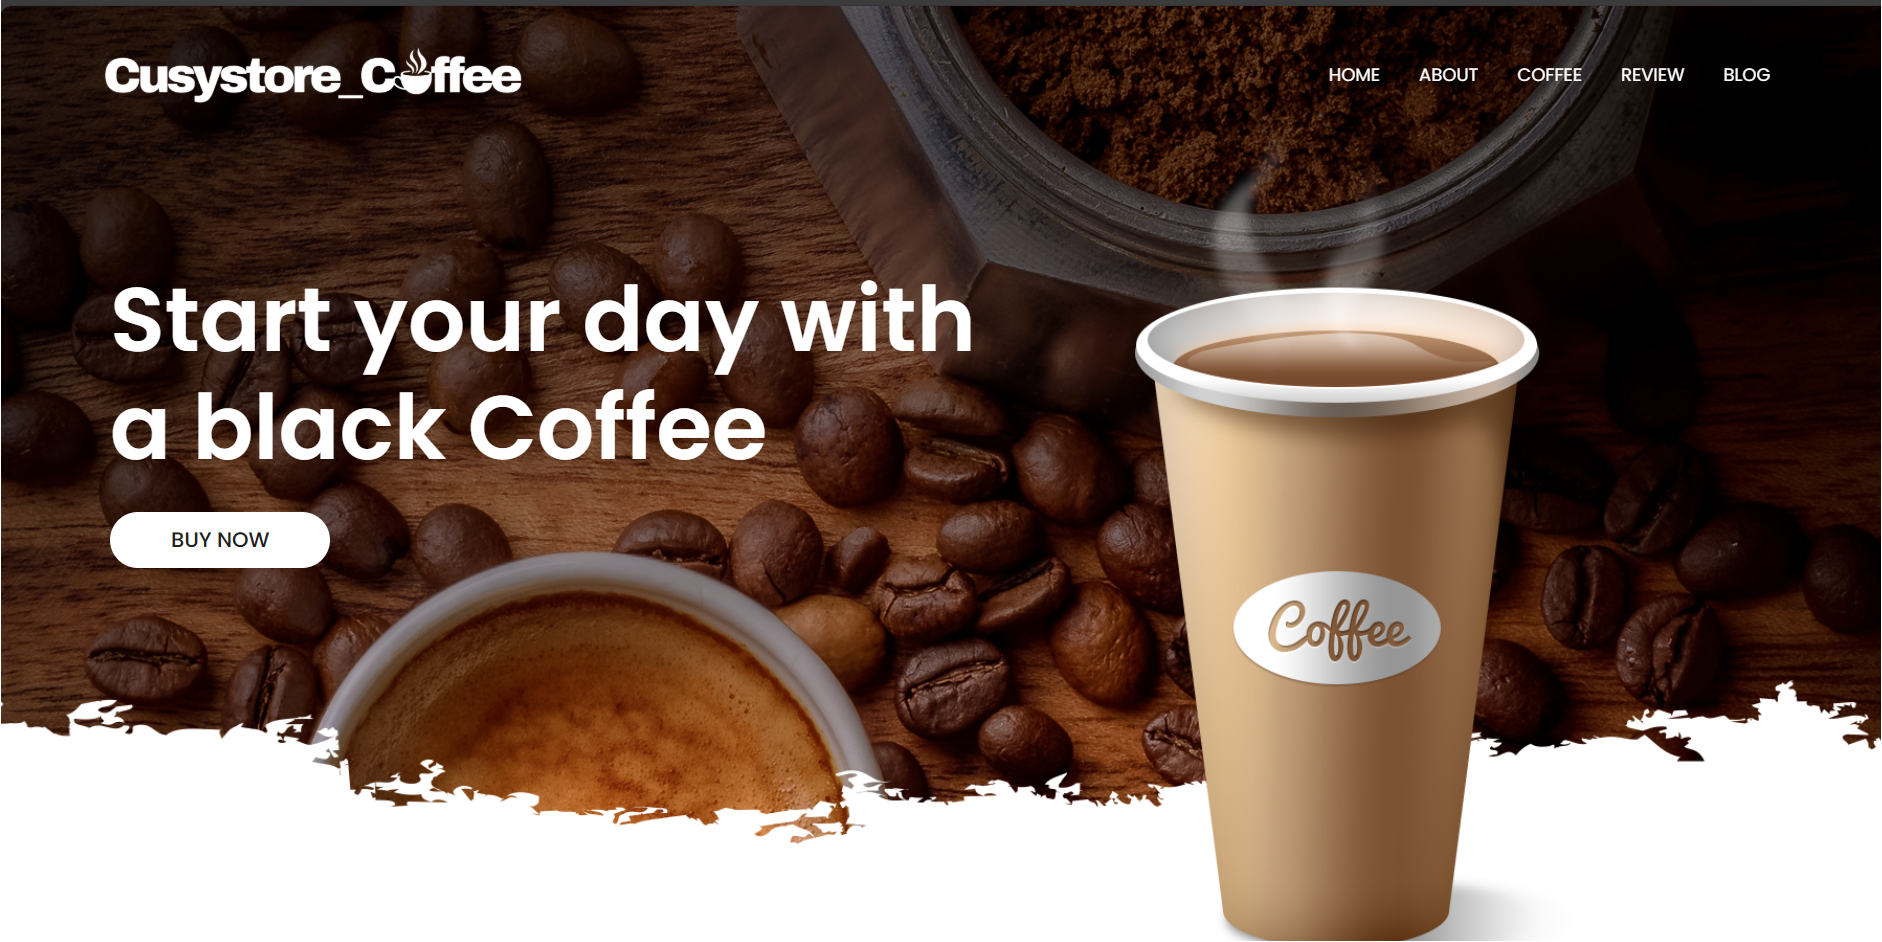 Cusystore_Coffee
HOME ABOUT COFFEE REVIEW BLOG
Start your day with
a black Coffee
BUY NOW
Coffee